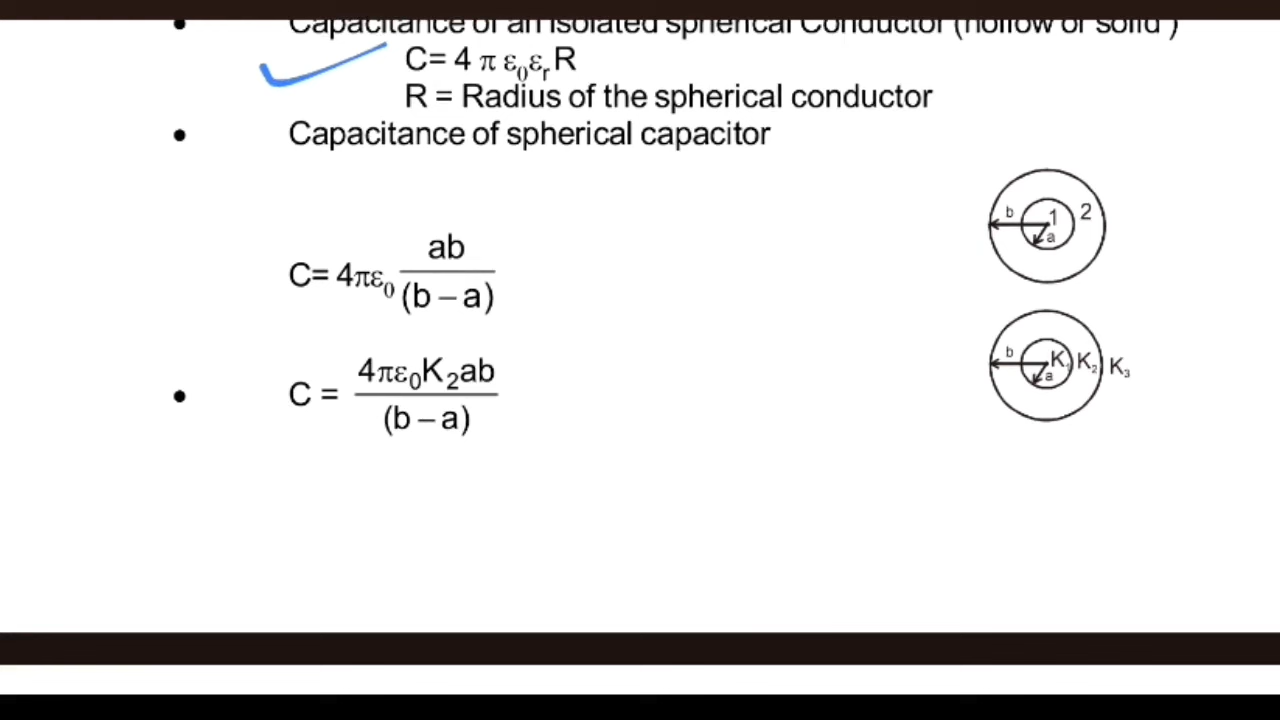 • Capacitance of an isolated spherical Conductor (hollow or solid )
C= 4 π ε₀εᵣR
R = Radius of the spherical conductor
• Capacitance of spherical capacitor
C= 4πε₀ ab/(b – a)
b 1 2
a
• C = 4πε₀K₂ab/(b – a)
b K₁ K₂ K₃
a